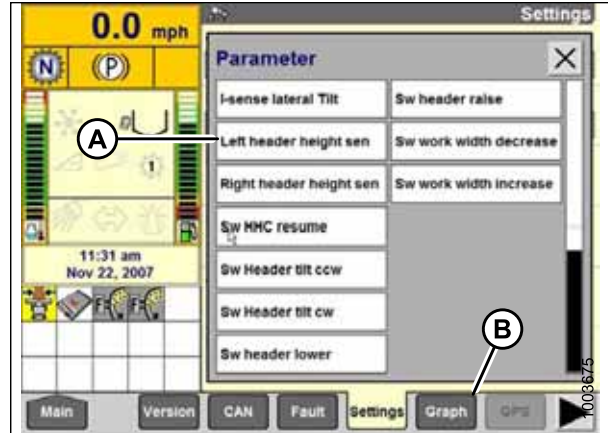 0.0 mph
Settings
N
(P)
Parameter
I-sense lateral Tilt
Sw header raise
A
Left header height sen
Sw work width decrease
Right header height sen
Sw work width increase
1
Sw HHC resume
11:31 am
Nov 22, 2007
Sw Header tilt ccw
Sw Header tilt cw
B
Sw header lower
1003675
Main
Version
CAN
Fault
Settings
Graph
GPS